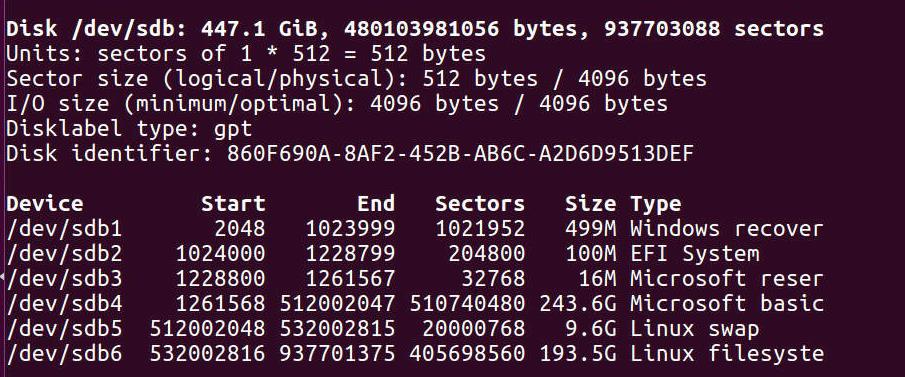 Disk /dev/sdb: 447.1 GiB, 480103981056 bytes, 937703088 sectors
Units: sectors of 1 * 512 = 512 bytes
Sector size (logical/physical): 512 bytes / 4096 bytes
I/O size (minimum/optimal): 4096 bytes / 4096 bytes
Disklabel type: gpt
Disk identifier: 860F690A-8AF2-452B-AB6C-A2D6D9513DEF
Device Start End Sectors Size Type
/dev/sdb1 2048 1023999 1021952 499M Windows recover
/dev/sdb2 1024000 1228799 204800 100M EFI System
/dev/sdb3 1228800 1261567 32768 16M Microsoft reser
/dev/sdb4 1261568 512002047 510740480 243.6G Microsoft basic
/dev/sdb5 512002048 532002815 20000768 9.6G Linux swap
/dev/sdb6 532002816 937701375 405698560 193.5G Linux filesyste